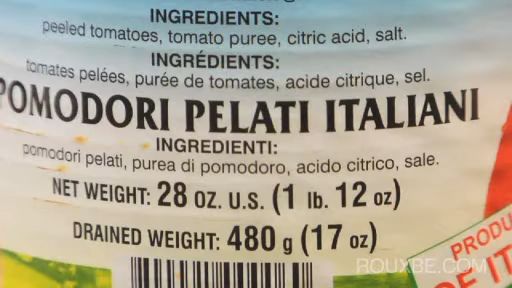 INGREDIENTS:
peeled tomatoes, tomato puree, citric acid, salt.
INGRÉDIENTS:
tomates pelées, purée de tomates, acide citrique, sel.
POMODORI PELATI ITALIANI
INGREDIENTI:
pomodori pelati, purea di pomodoro, acido citrico, sale.
NET WEIGHT: 28 OZ. U.S. (1 lb. 12 oz)
DRAINED WEIGHT: 480 g (17 oz)
PRODU
OF IT
ROUXBE.COM